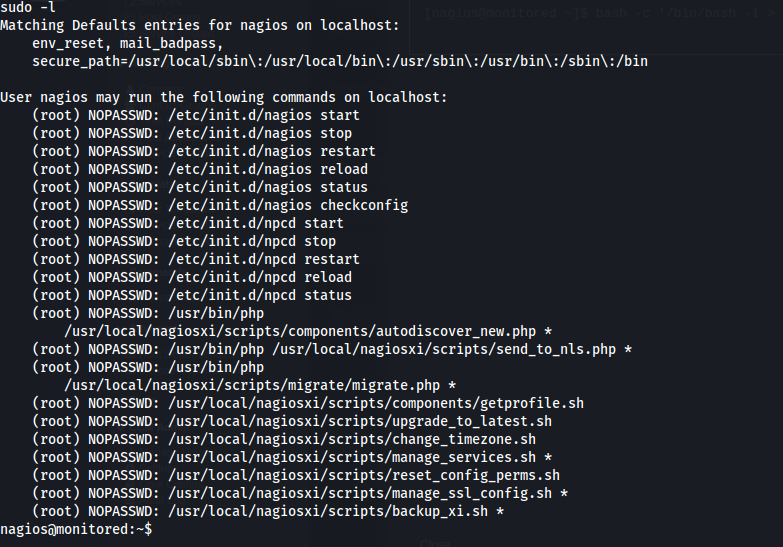 [nagios@monitored ~]$ bash -c '/bin/bash -i >
sudo -l
Matching Defaults entries for nagios on localhost:
    env_reset, mail_badpass,
    secure_path=/usr/local/sbin\:/usr/local/bin\:/usr/sbin\:/usr/bin\:/sbin\:/bin

User nagios may run the following commands on localhost:
    (root) NOPASSWD: /etc/init.d/nagios start
    (root) NOPASSWD: /etc/init.d/nagios stop
    (root) NOPASSWD: /etc/init.d/nagios restart
    (root) NOPASSWD: /etc/init.d/nagios reload
    (root) NOPASSWD: /etc/init.d/nagios status
    (root) NOPASSWD: /etc/init.d/nagios checkconfig
    (root) NOPASSWD: /etc/init.d/npcd start
    (root) NOPASSWD: /etc/init.d/npcd stop
    (root) NOPASSWD: /etc/init.d/npcd restart
    (root) NOPASSWD: /etc/init.d/npcd reload
    (root) NOPASSWD: /etc/init.d/npcd status
    (root) NOPASSWD: /usr/bin/php
        /usr/local/nagiosxi/scripts/components/autodiscover_new.php *
    (root) NOPASSWD: /usr/bin/php /usr/local/nagiosxi/scripts/send_to_nls.php *
    (root) NOPASSWD: /usr/bin/php
        /usr/local/nagiosxi/scripts/migrate/migrate.php *
    (root) NOPASSWD: /usr/local/nagiosxi/scripts/components/getprofile.sh
    (root) NOPASSWD: /usr/local/nagiosxi/scripts/upgrade_to_latest.sh
    (root) NOPASSWD: /usr/local/nagiosxi/scripts/change_timezone.sh
    (root) NOPASSWD: /usr/local/nagiosxi/scripts/manage_services.sh *
    (root) NOPASSWD: /usr/local/nagiosxi/scripts/reset_config_perms.sh
    (root) NOPASSWD: /usr/local/nagiosxi/scripts/manage_ssl_config.sh *
    (root) NOPASSWD: /usr/local/nagiosxi/scripts/backup_xi.sh *
nagios@monitored:~$